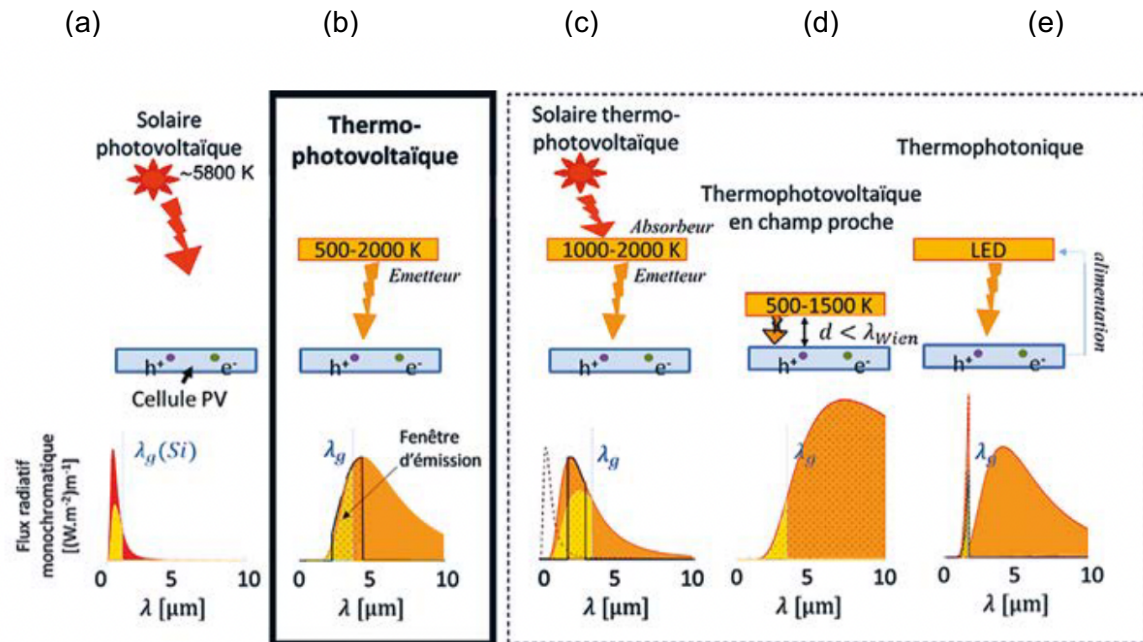 (a)
(b)
(c)
(d)
(e)
Solaire
photovoltaïque
~5800 K
h⁺
e⁻
Cellule PV
Flux radiatif
monochromatique
[(W.m⁻²)m⁻¹]
λg(Si)
0
5
10
λ [µm]
Thermo-
photovoltaïque
500-2000 K
Emetteur
h⁺
e⁻
λg
Fenêtre
d'émission
0
5
10
λ [µm]
Solaire thermo-
photovoltaïque
Absorbeur
1000-2000 K
Emetteur
h⁺
e⁻
λg
0
5
10
λ [µm]
Thermophotovoltaïque
en champ proche
500-1500 K
d < λWien
h⁺
e⁻
λg
0
5
10
λ [µm]
Thermophotonique
LED
alimentation
h⁺
e⁻
λg
0
5
10
λ [µm]